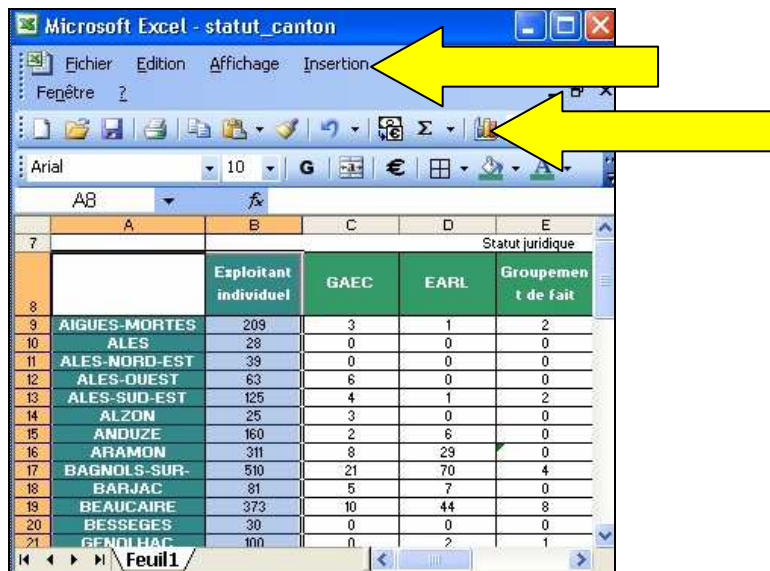 Microsoft Excel - statut_canton
Fichier Edition Affichage Insertion
Fenêtre ?
Arial 10 G € Σ A
A8 fx
A B C D E
7 Statut juridique
8 Exploitant individuel GAEC EARL Groupemen t de fait
9 AIGUES-MORTES 209 3 1 2
10 ALES 28 0 0 0
11 ALES-NORD-EST 39 0 0 0
12 ALES-OUEST 63 6 0 0
13 ALES-SUD-EST 125 4 1 2
14 ALZON 25 3 0 0
15 ANDUZE 160 2 6 0
16 ARAMON 311 8 29 0
17 BAGNOLS-SUR- 510 21 70 4
18 BARJAC 81 5 7 0
19 BEAUCAIRE 373 10 44 8
20 BESSEGES 30 0 0 0
21 GENOLHAC 100 0 2 1
Feuil1